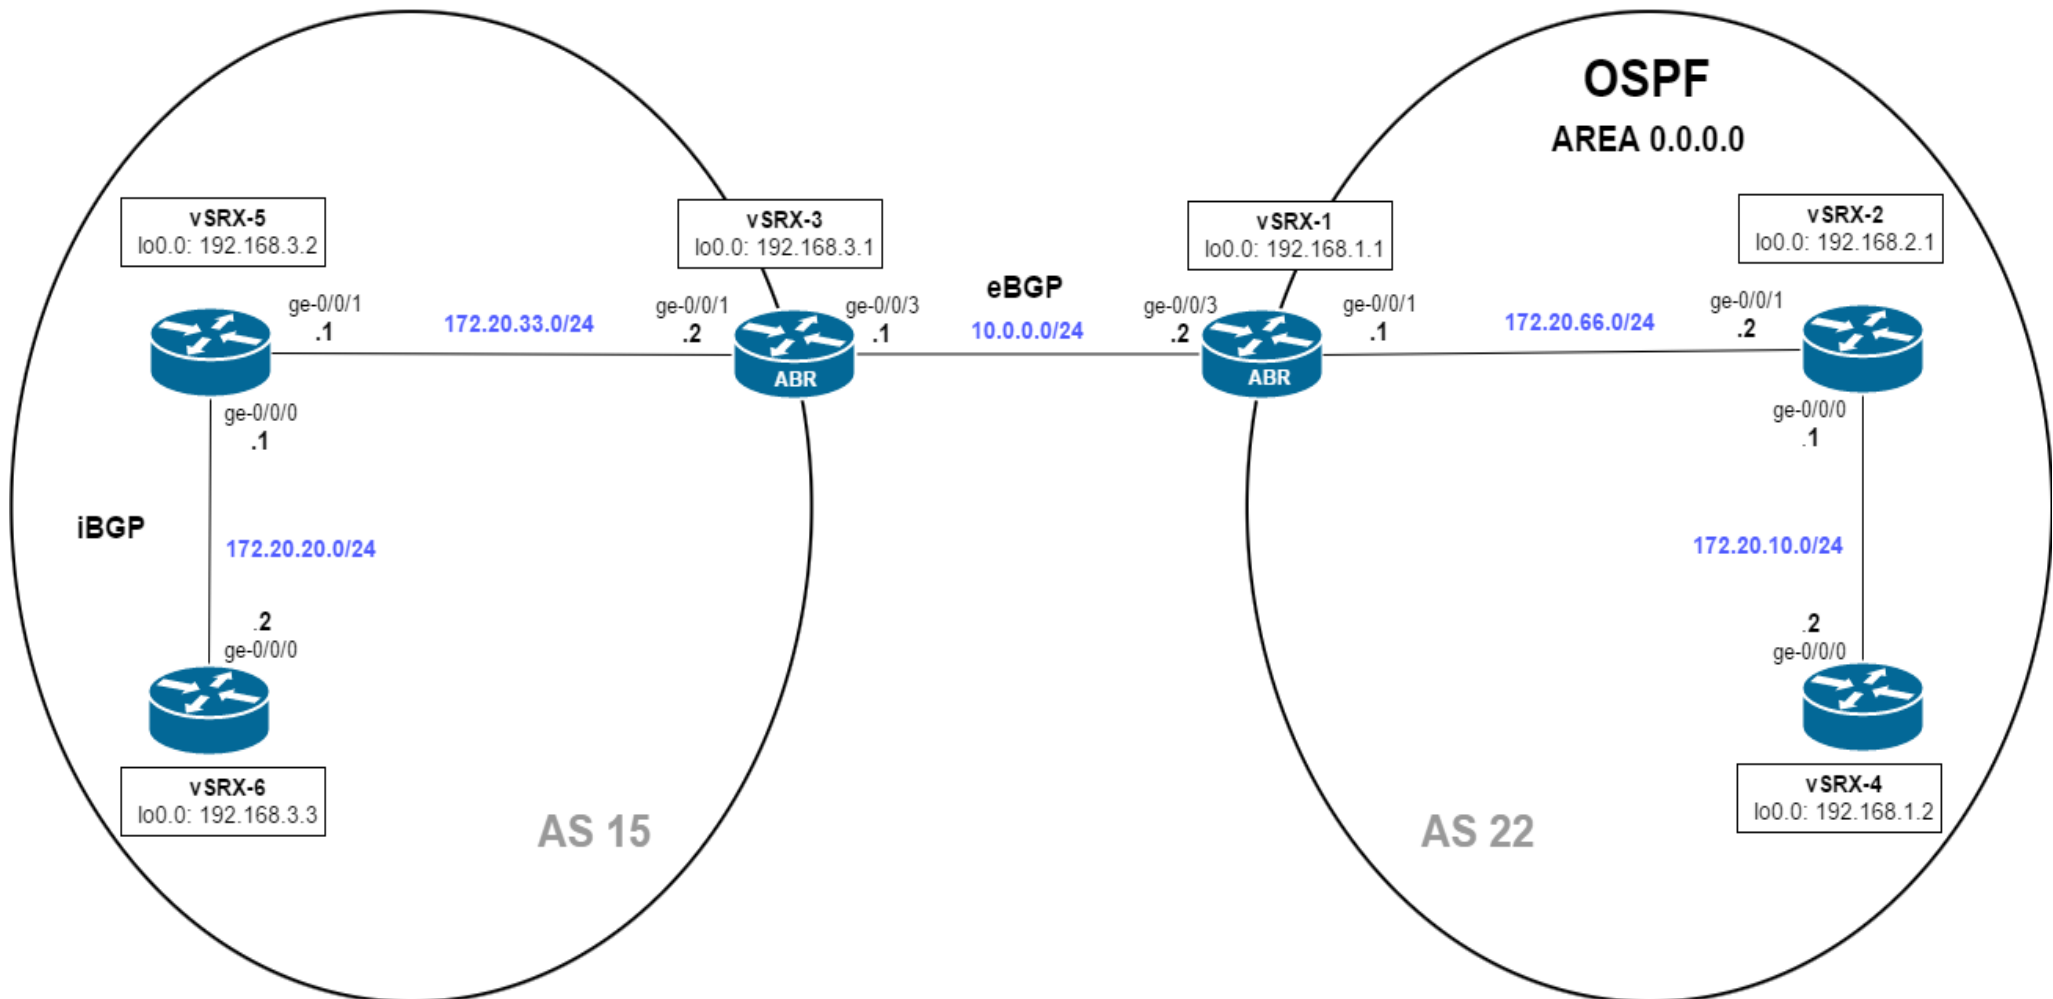 OSPF
AREA 0.0.0.0
vSRX-5
lo0.0: 192.168.3.2
vSRX-3
lo0.0: 192.168.3.1
vSRX-1
lo0.0: 192.168.1.1
vSRX-2
lo0.0: 192.168.2.1
ge-0/0/1
.1
172.20.33.0/24
ge-0/0/1
.2
ge-0/0/3
.1
eBGP
10.0.0.0/24
ge-0/0/3
.2
ge-0/0/1
.1
172.20.66.0/24
ge-0/0/1
.2
ABR
ABR
ge-0/0/0
.1
ge-0/0/0
.1
iBGP
172.20.20.0/24
172.20.10.0/24
.2
ge-0/0/0
.2
ge-0/0/0
vSRX-6
lo0.0: 192.168.3.3
AS 15
AS 22
vSRX-4
lo0.0: 192.168.1.2